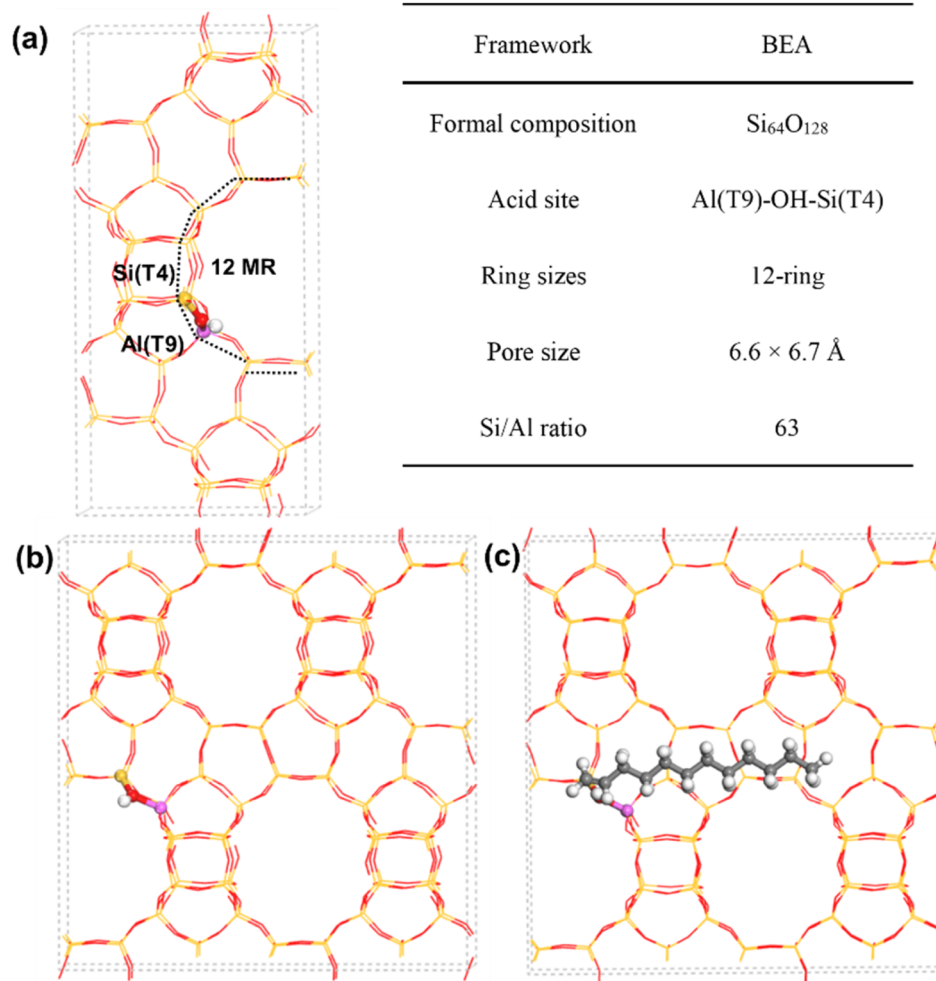 (a)
Si(T4)
12 MR
Al(T9)
Framework BEA
Formal composition Si₆₄O₁₂₈
Acid site Al(T9)-OH-Si(T4)
Ring sizes 12-ring
Pore size 6.6 × 6.7 Å
Si/Al ratio 63
(b)
(c)